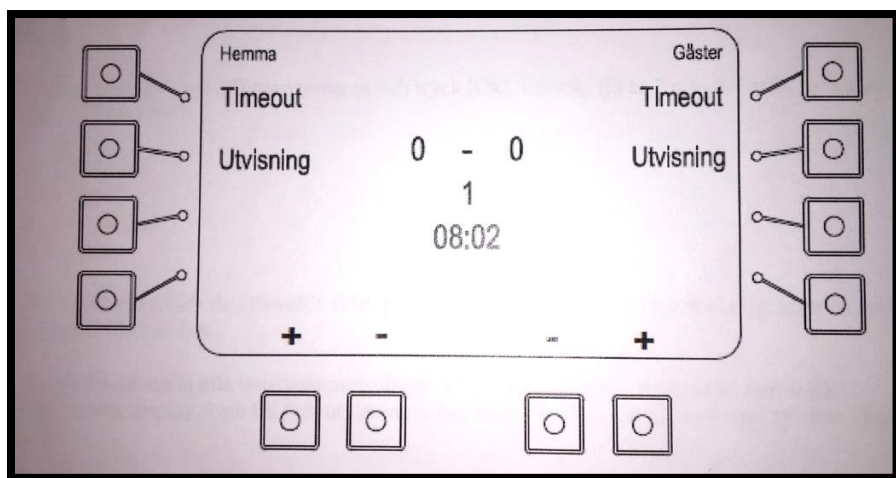 Hemma Gäster
Timeout Timeout
Utvisning 0 - 0 Utvisning
1
08:02
+ - - +